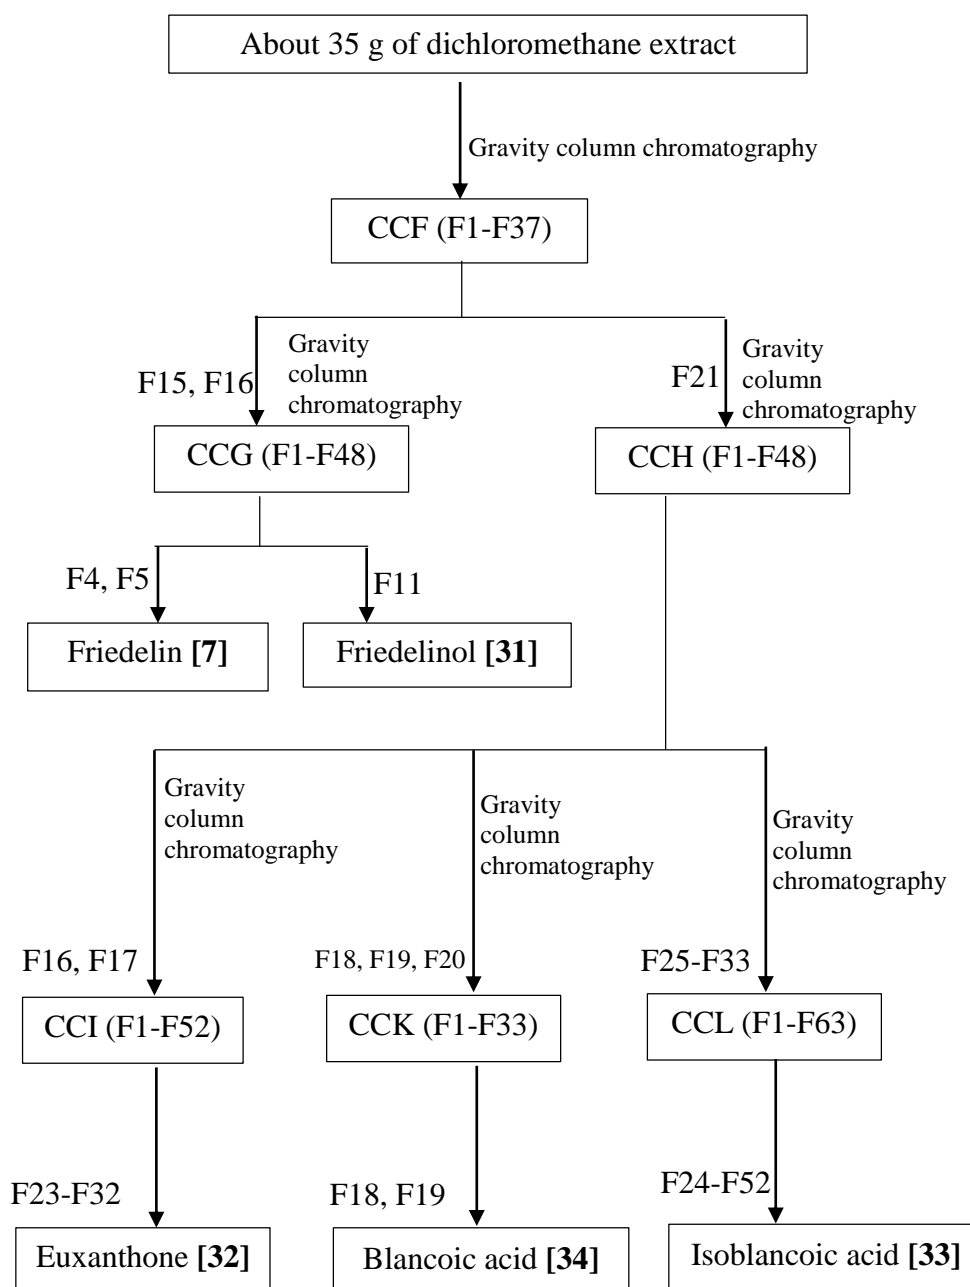 About 35 g of dichloromethane extract
Gravity column chromatography
CCF (F1-F37)
F15, F16
Gravity
column
chromatography
F21
Gravity
column
chromatography
CCG (F1-F48)
CCH (F1-F48)
F4, F5
F11
Friedelin [7]
Friedelinol [31]
Gravity
column
chromatography
Gravity
column
chromatography
Gravity
column
chromatography
F16, F17
F18, F19, F20
F25-F33
CCI (F1-F52)
CCK (F1-F33)
CCL (F1-F63)
F23-F32
F18, F19
F24-F52
Euxanthone [32]
Blancoic acid [34]
Isoblancoic acid [33]